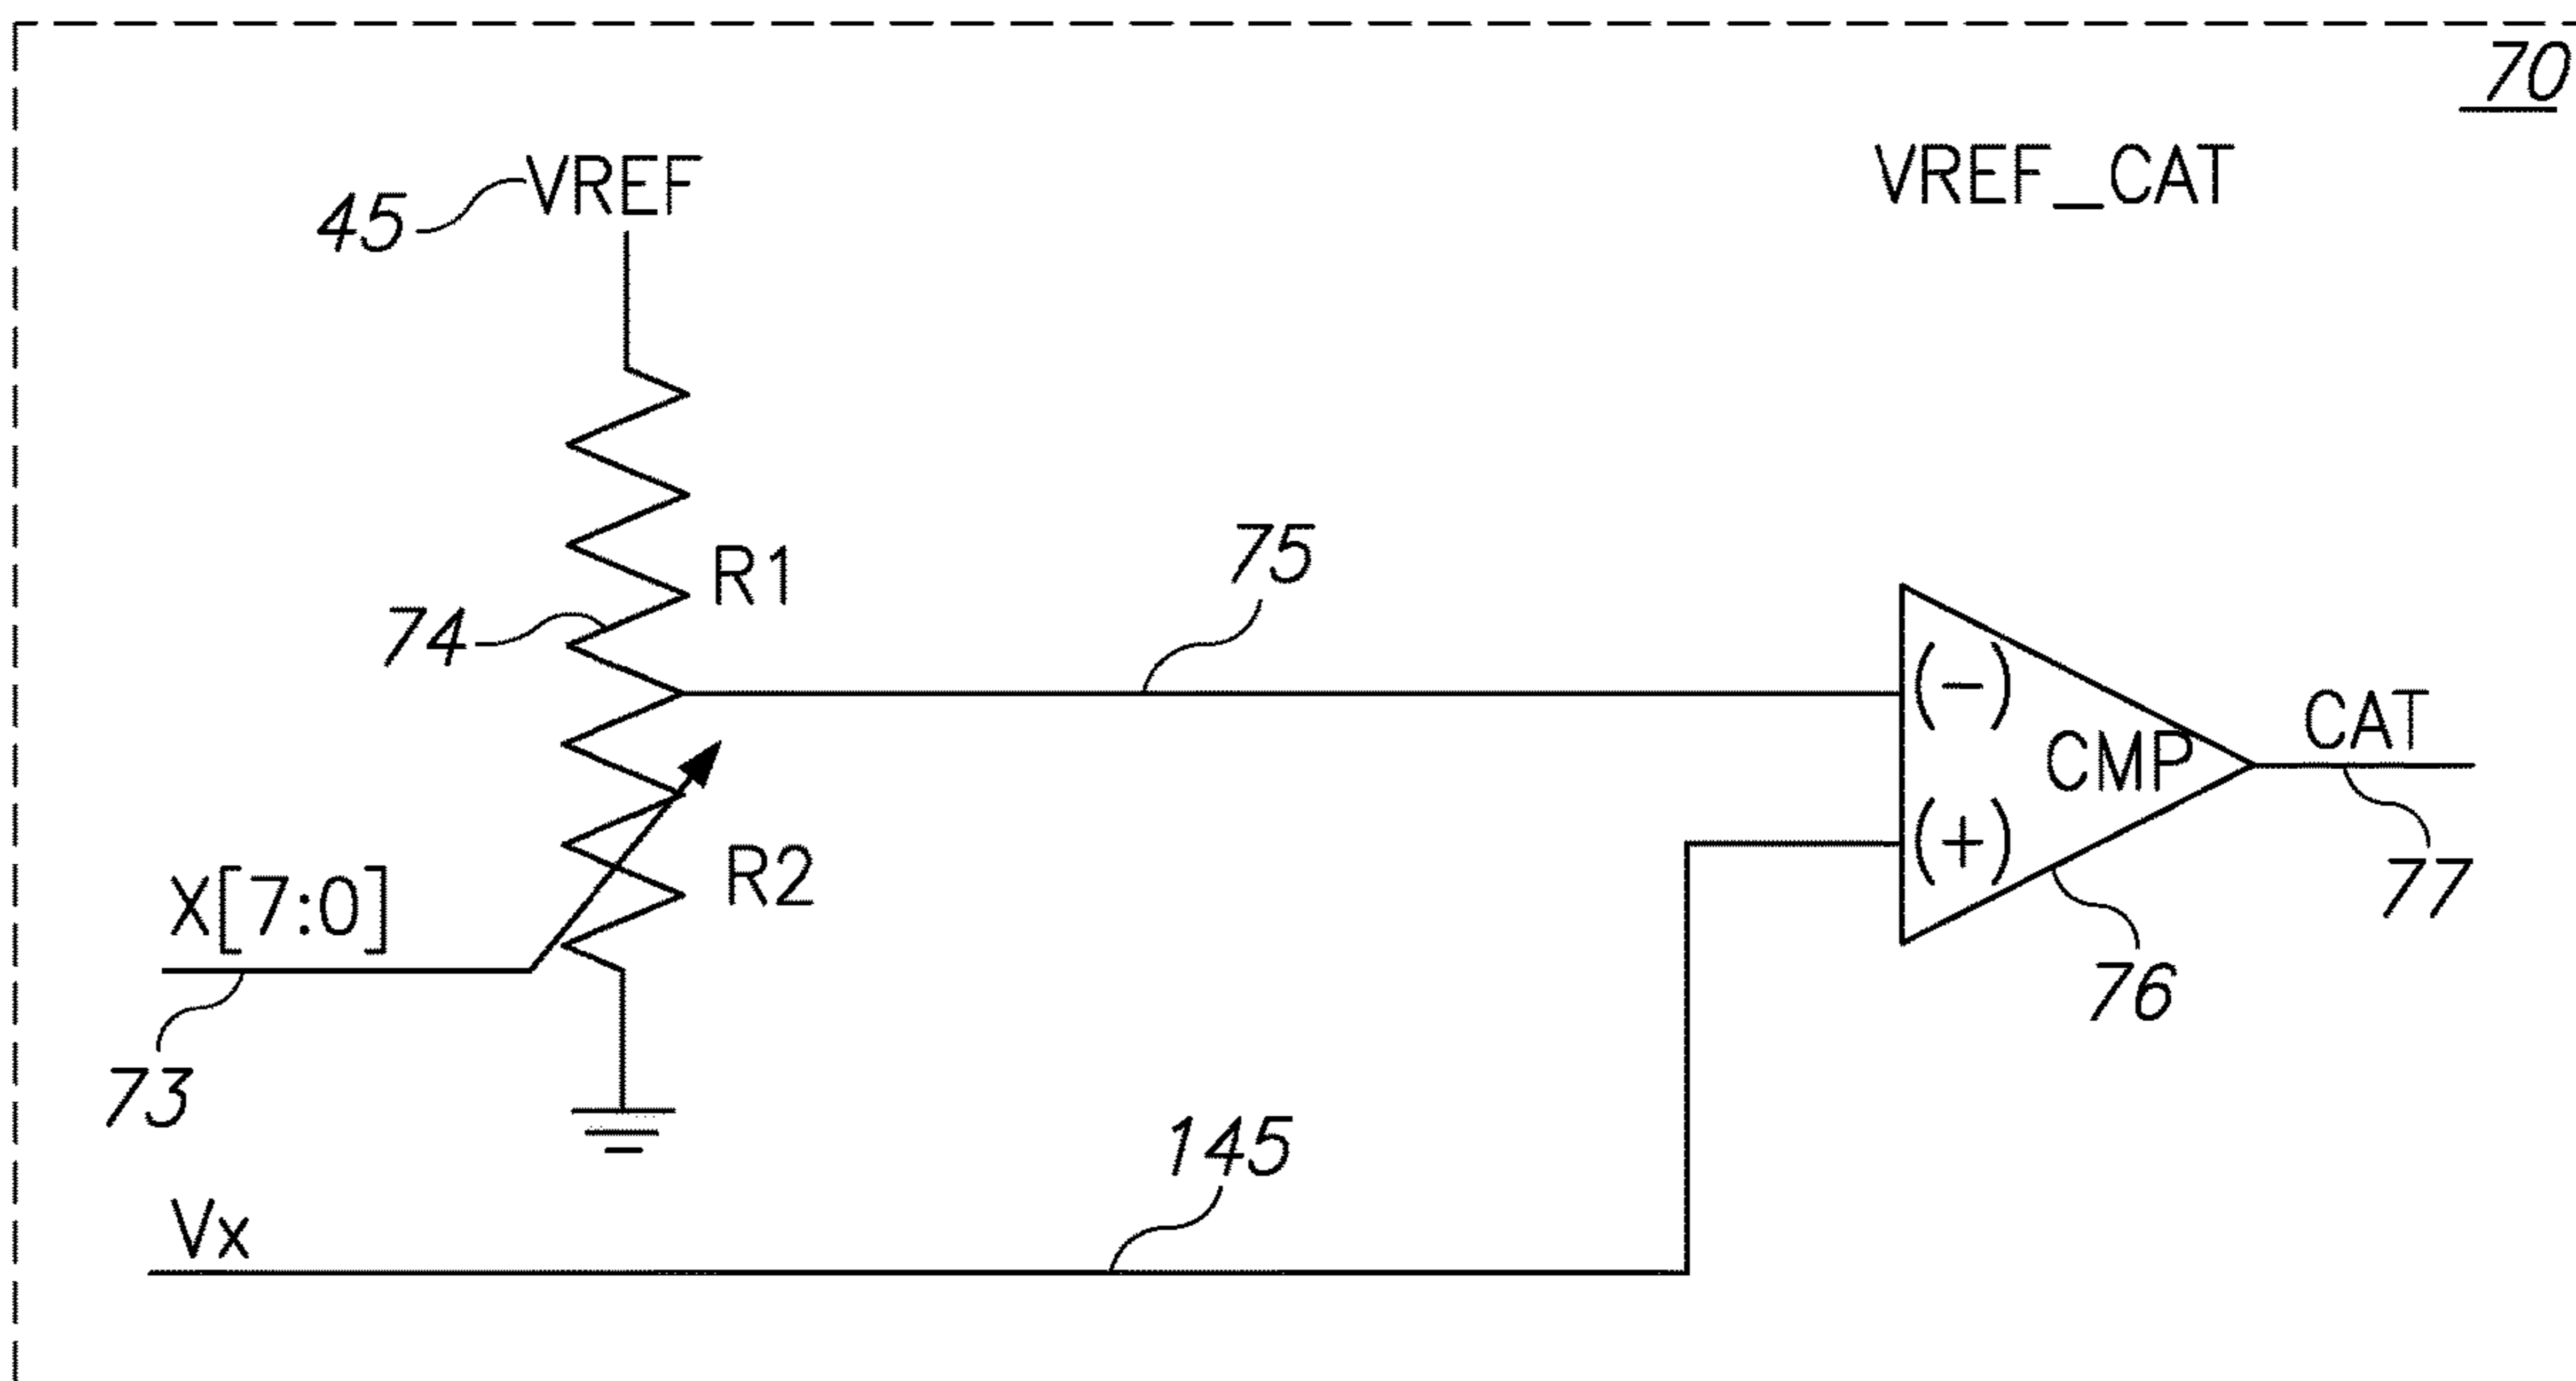 70
VREF
VREF_CAT
45
R1
75
74
(-)
CMP
CAT
(+)
R2
X[7:0]
77
76
73
145
Vx